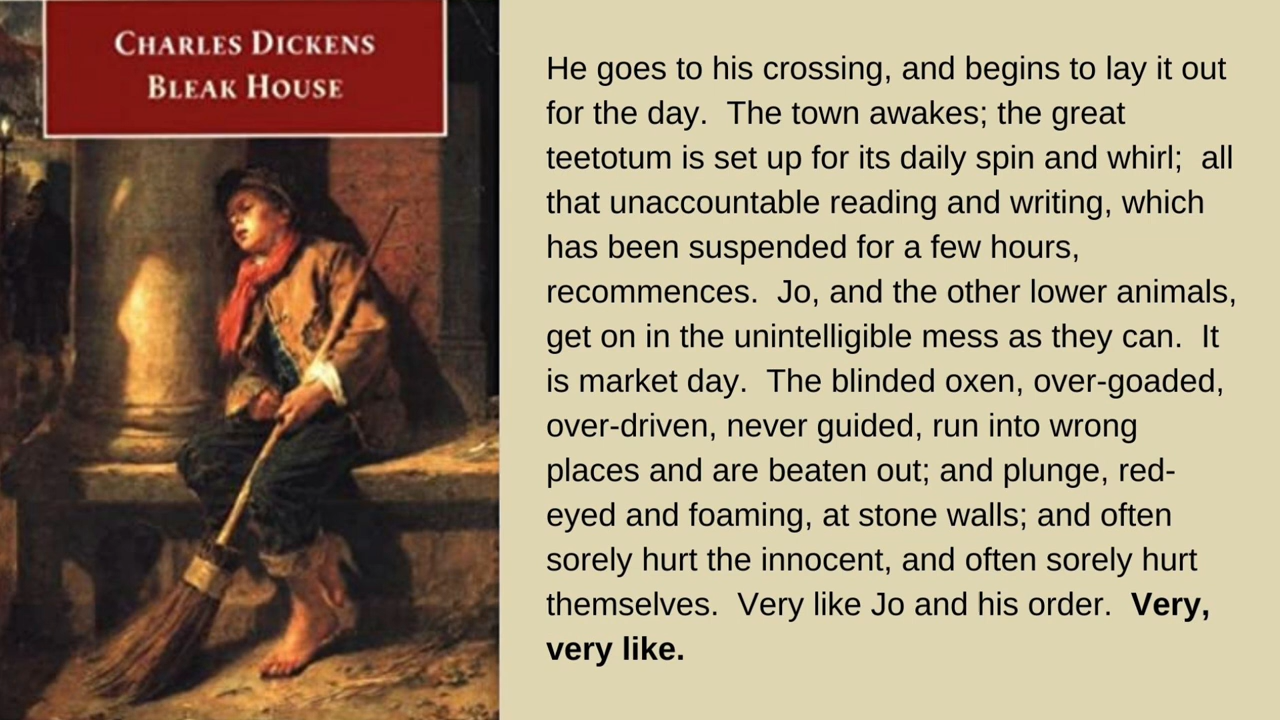 CHARLES DICKENS
BLEAK HOUSE
He goes to his crossing, and begins to lay it out
for the day.  The town awakes; the great
teetotum is set up for its daily spin and whirl;  all
that unaccountable reading and writing, which
has been suspended for a few hours,
recommences.  Jo, and the other lower animals,
get on in the unintelligible mess as they can.  It
is market day.  The blinded oxen, over-goaded,
over-driven, never guided, run into wrong
places and are beaten out; and plunge, red-
eyed and foaming, at stone walls; and often
sorely hurt the innocent, and often sorely hurt
themselves.  Very like Jo and his order.  Very,
very like.